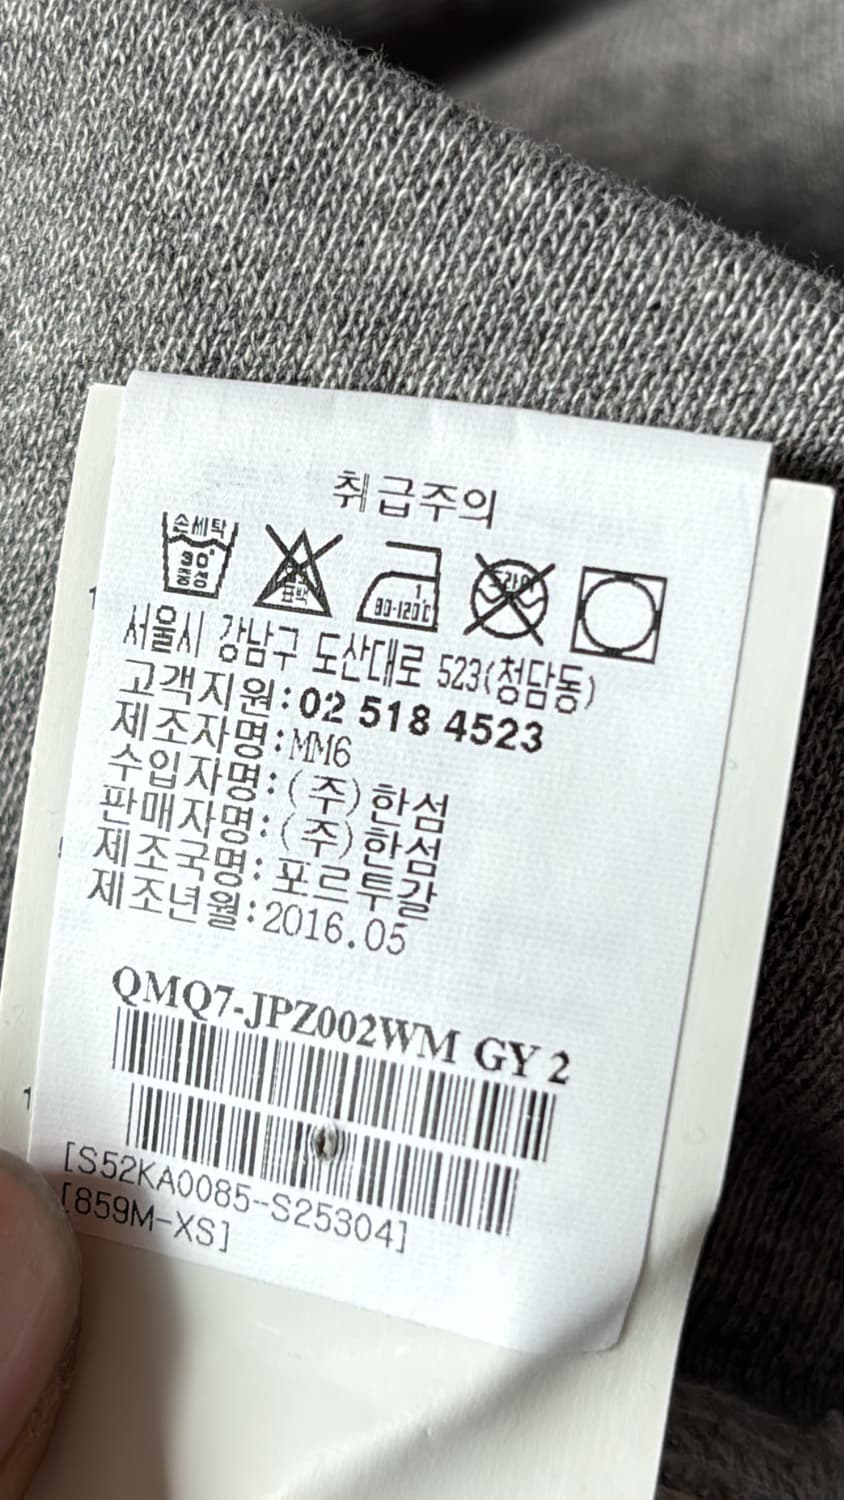 취급주의
손세탁 30° 중성
표백
1 80-120℃
드라이
서울시 강남구 도산대로 523(청담동)
고객지원:02 518 4523
제조자명:MM6
수입자명:(주)한섬
판매자명:(주)한섬
제조국명:포르투갈
제조년월:2016.05
QMQ7-JPZ002WM GY 2
[S52KA0085-S25304]
[859M-XS]